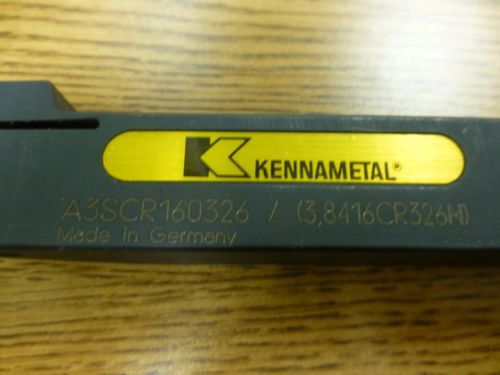 KENNAMETAL®
A3SCR160326 / (3,8416CR326M)
Made in Germany